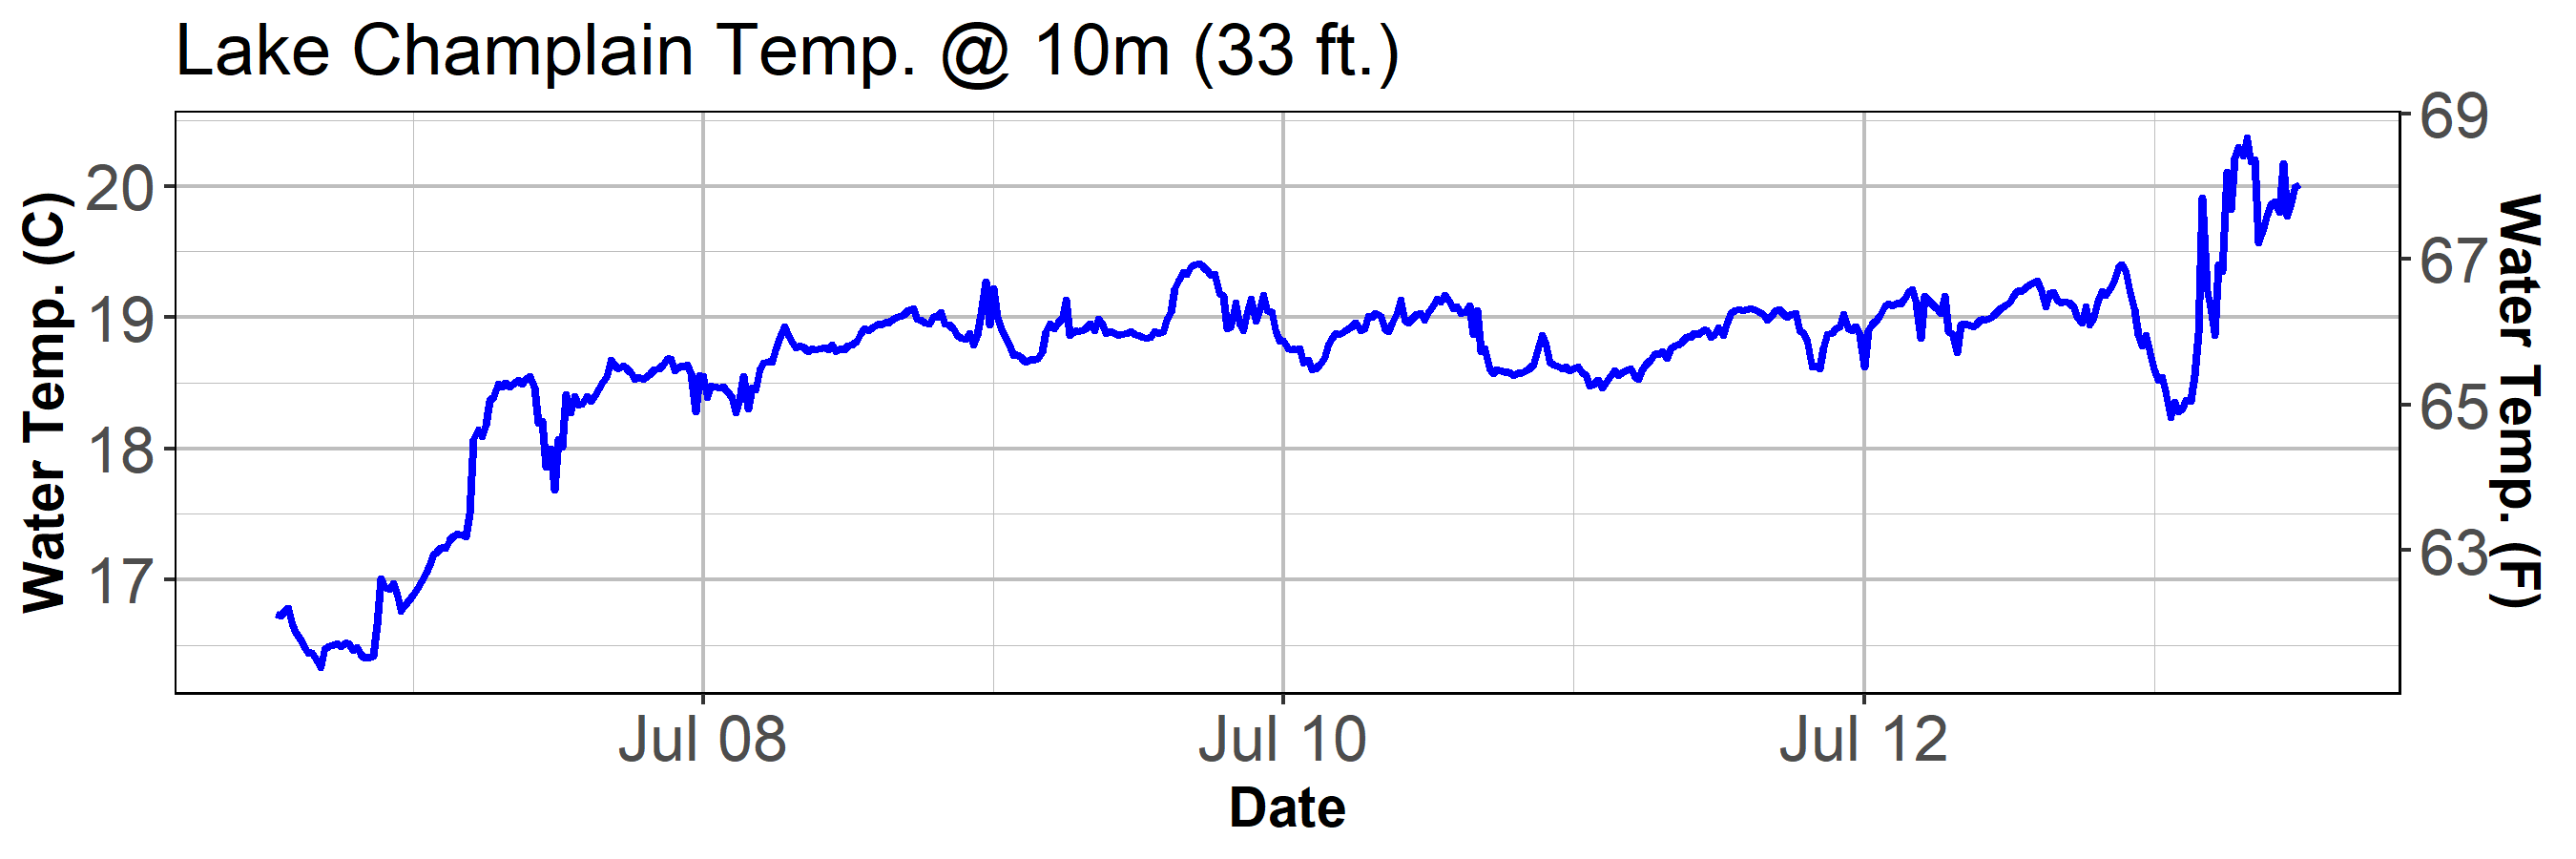 Lake Champlain Temp. @ 10m (33 ft.)
Water Temp. (C)
20
19
18
17
69
67
65
63
Water Temp. (F)
Jul 08
Jul 10
Jul 12
Date